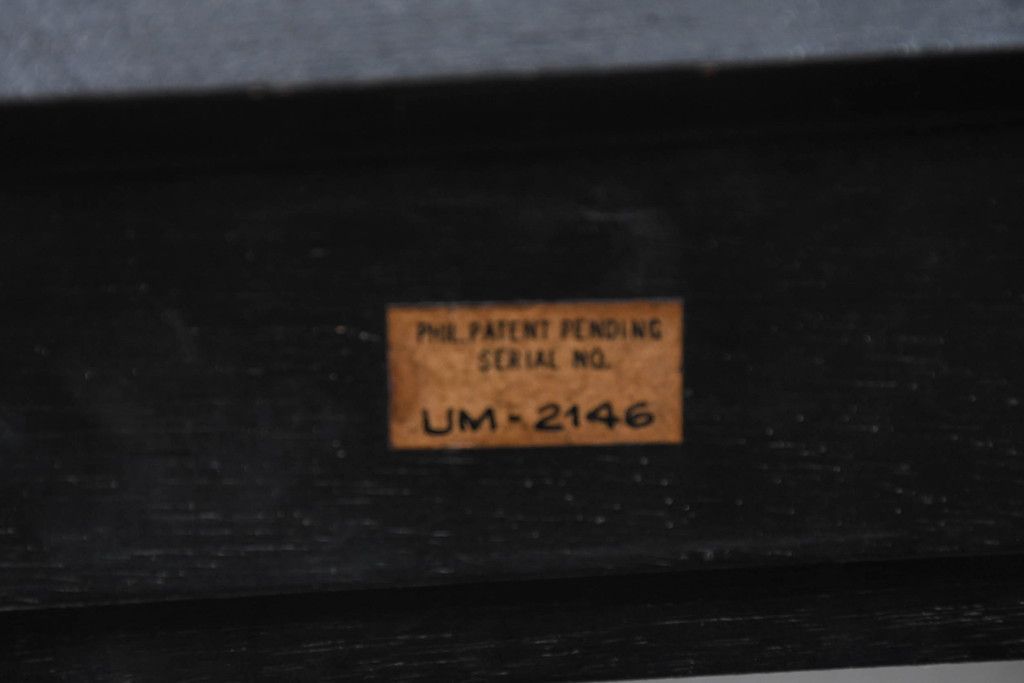 PHIL. PATENT PENDING
SERIAL NO.
UM-2146